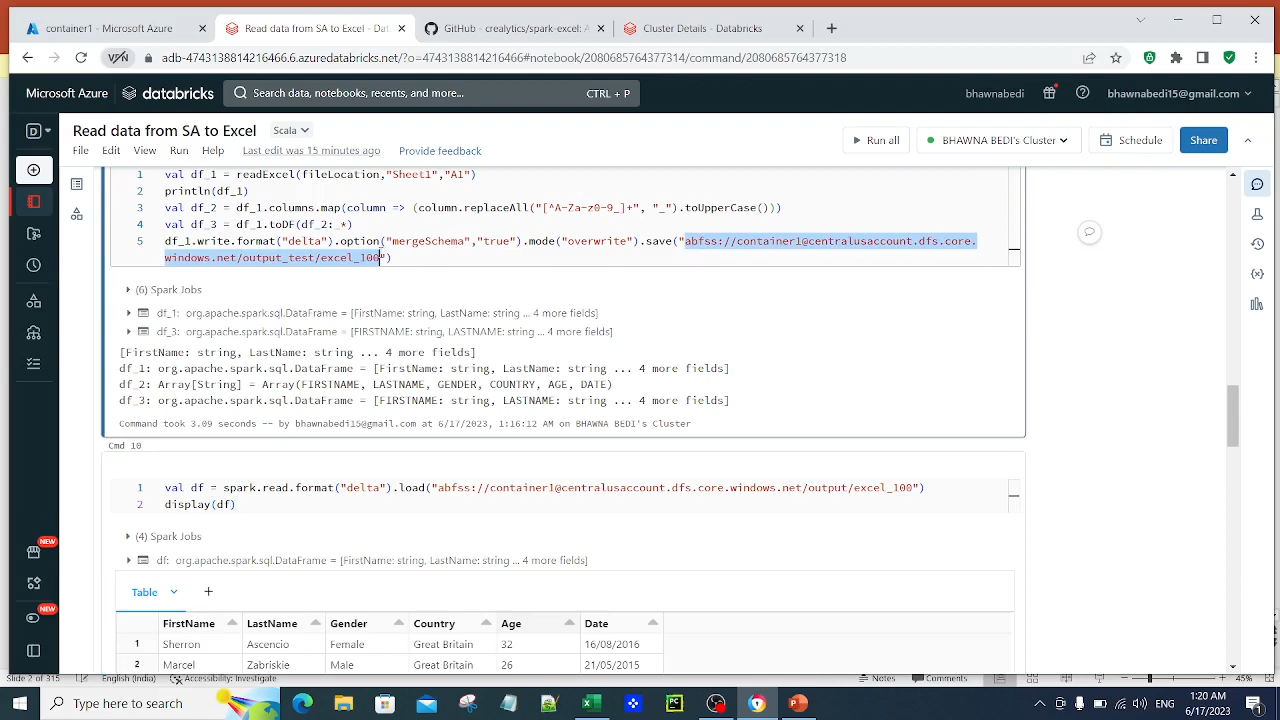 container1 - Microsoft Azure
Read data from SA to Excel - Dat
GitHub - crealytics/spark-excel: A
Cluster Details - Databricks
VPN
adb-4743138814216466.6.azuredatabricks.net/?o=4743138814216466#notebook/2080685764377314/command/2080685764377318
Microsoft Azure
databricks
Search data, notebooks, recents, and more...
CTRL + P
bhawnabedi
bhawnabedi15@gmail.com
D
Read data from SA to Excel
Scala
File Edit View Run Help Last edit was 15 minutes ago Provide feedback
Run all
BHAWNA BEDI's Cluster
Schedule
Share
1 val df_1 = readExcel(fileLocation,"Sheet1","A1")
2 println(df_1)
3 val df_2 = df_1.columns.map(column => (column.replaceAll("[^A-Za-z0-9_]+", "_").toUpperCase()))
4 val df_3 = df_1.toDF(df_2:_*)
5 df_1.write.format("delta").option("mergeSchema","true").mode("overwrite").save("abfss://container1@centralusaccount.dfs.core.
windows.net/output_test/excel_100")
(6) Spark Jobs
df_1: org.apache.spark.sql.DataFrame = [FirstName: string, LastName: string ... 4 more fields]
df_3: org.apache.spark.sql.DataFrame = [FIRSTNAME: string, LASTNAME: string ... 4 more fields]
[FirstName: string, LastName: string ... 4 more fields]
df_1: org.apache.spark.sql.DataFrame = [FirstName: string, LastName: string ... 4 more fields]
df_2: Array[String] = Array(FIRSTNAME, LASTNAME, GENDER, COUNTRY, AGE, DATE)
df_3: org.apache.spark.sql.DataFrame = [FIRSTNAME: string, LASTNAME: string ... 4 more fields]
Command took 3.09 seconds -- by bhawnabedi15@gmail.com at 6/17/2023, 1:16:12 AM on BHAWNA BEDI's Cluster
Cmd 10
1 val df = spark.read.format("delta").load("abfss://container1@centralusaccount.dfs.core.windows.net/output/excel_100")
2 display(df)
(4) Spark Jobs
df: org.apache.spark.sql.DataFrame = [FirstName: string, LastName: string ... 4 more fields]
Table
+
FirstName LastName Gender Country Age Date
1 Sherron Ascencio Female Great Britain 32 16/08/2016
2 Marcel Zabriskie Male Great Britain 26 21/05/2015
NEW
NEW
Slide 2 of 315
English (India)
Accessibility: Investigate
Notes
Comments
45%
Type here to search
1:20 AM
6/17/2023